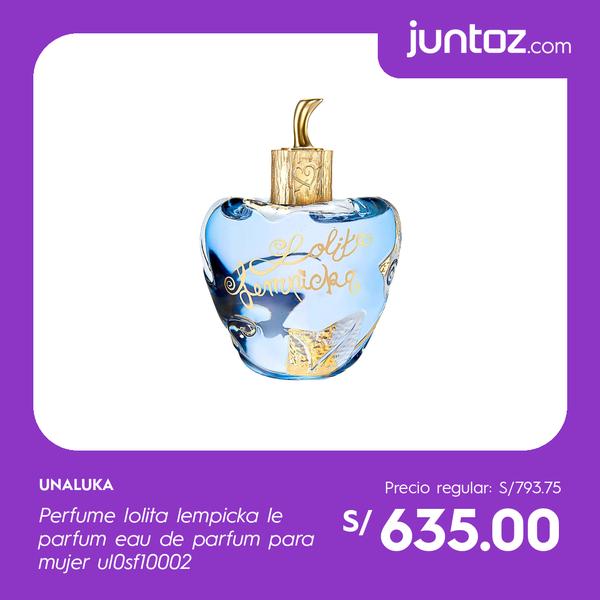 juntoz.com
Lolita
Lempicka
UNALUKA
Perfume lolita lempicka le
parfum eau de parfum para
mujer ul0sf10002
Precio regular: S/793.75
S/ 635.00